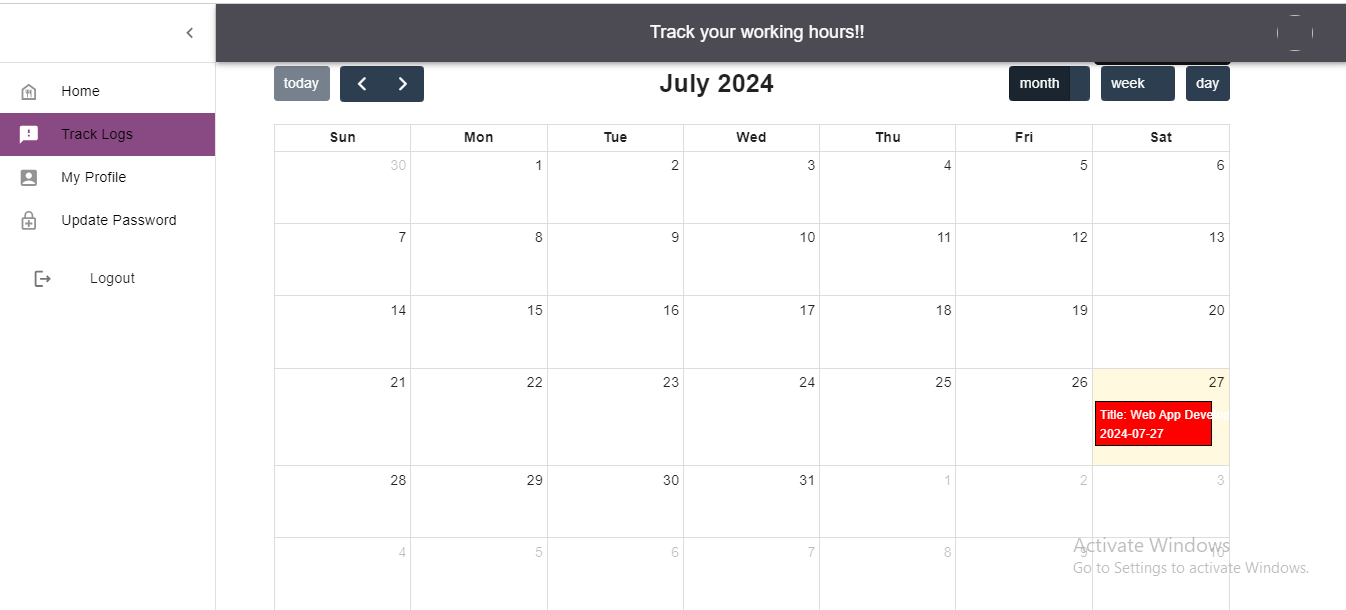 Track your working hours!!
Home
Track Logs
My Profile
Update Password
Logout
today
July 2024
month week day
Sun Mon Tue Wed Thu Fri Sat
30 1 2 3 4 5 6
7 8 9 10 11 12 13
14 15 16 17 18 19 20
21 22 23 24 25 26 27
Title: Web App
2024-07-27
28 29 30 31 1 2 3
4 5 6 7 8 9 10
Activate Windows
Go to Settings to activate Windows.